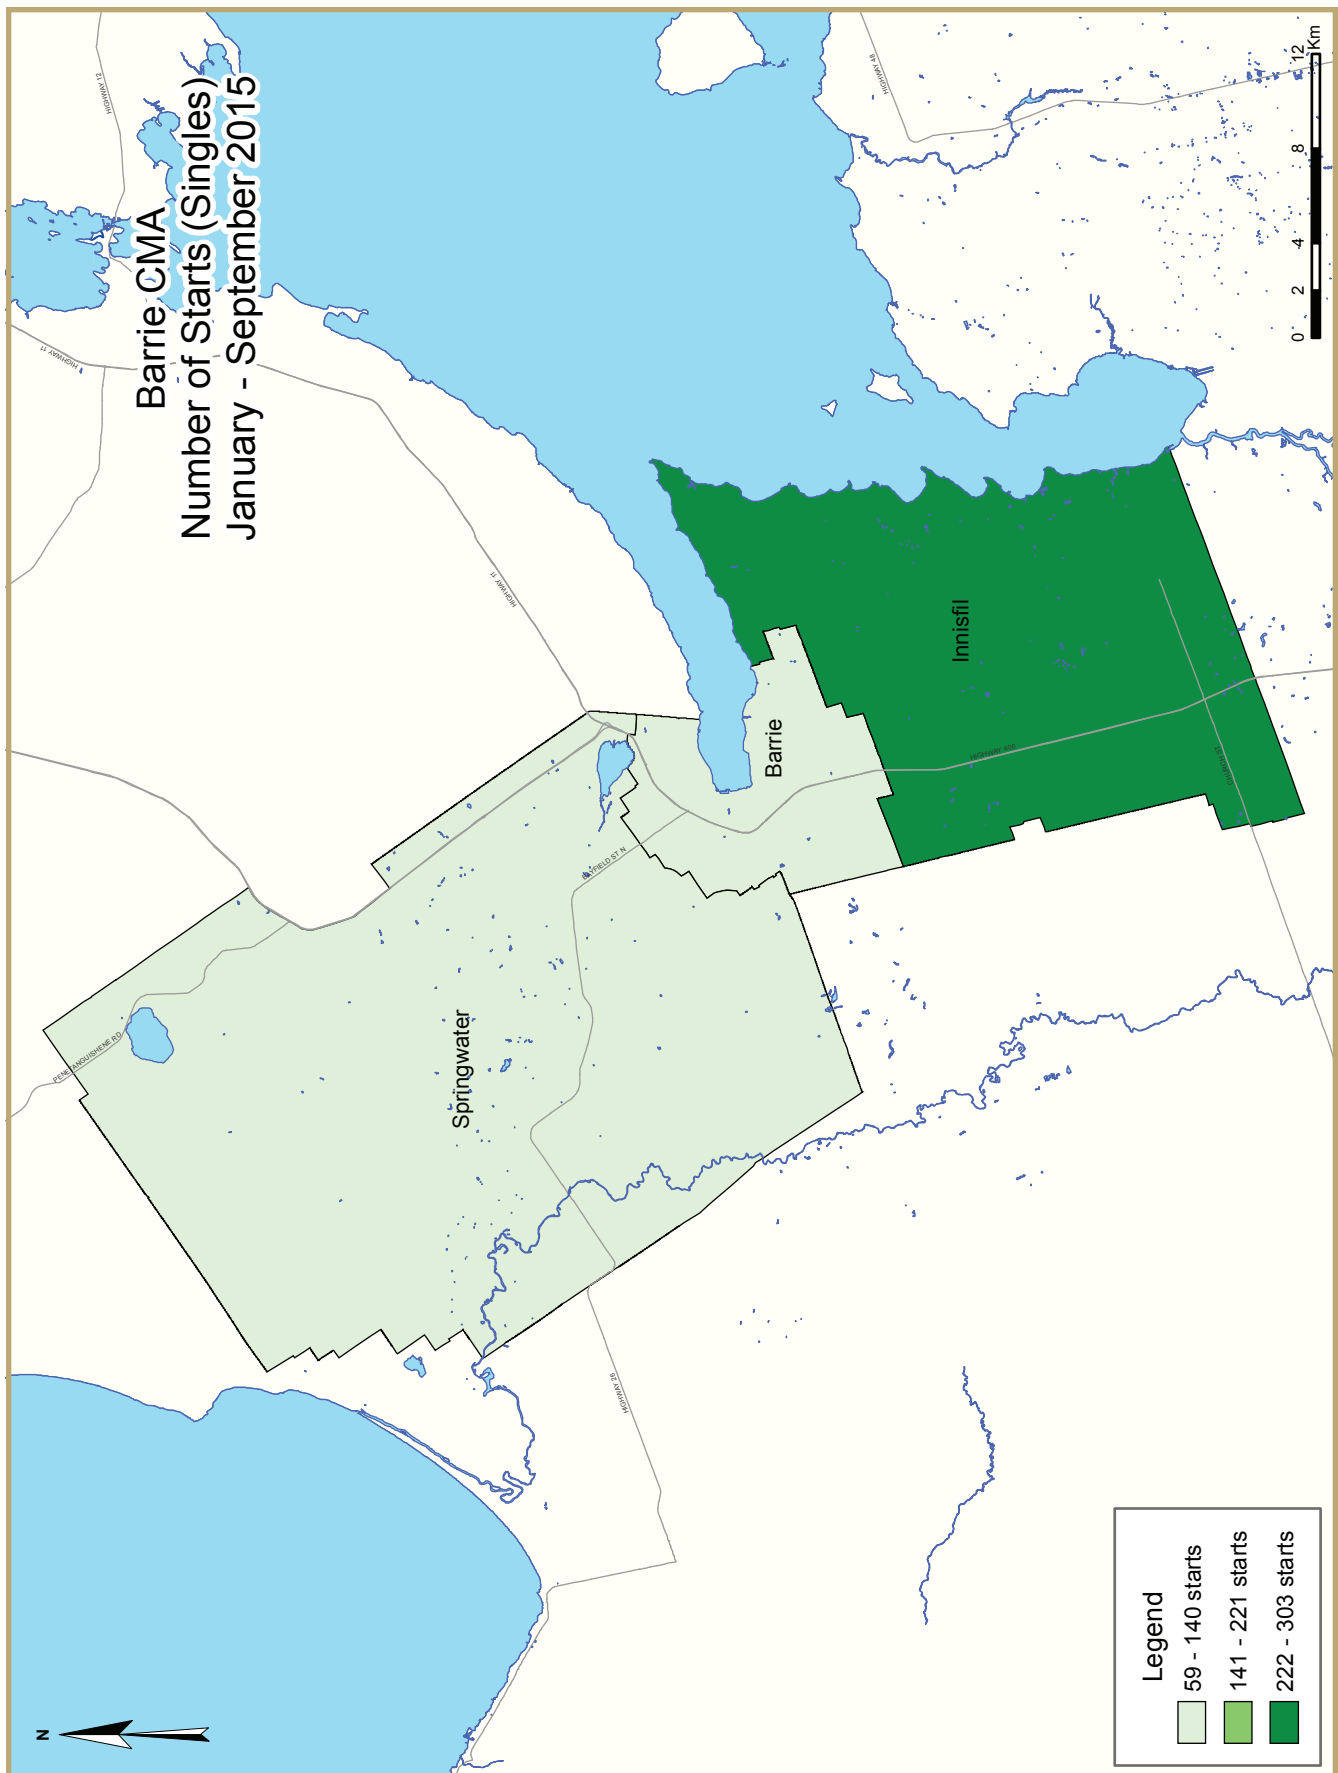 Barrie CMA
Number of Starts (Singles)
January - September 2015
N
HIGHWAY 12
HIGHWAY 11
HIGHWAY 48
HIGHWAY 11
PENETANGUISHENE RD
Springwater
BAYFIELD ST N
Barrie
Innisfil
HIGHWAY 400
HIGHWAY 26
Legend
59 - 140 starts
141 - 221 starts
222 - 303 starts
0 2 4 8 12
Km